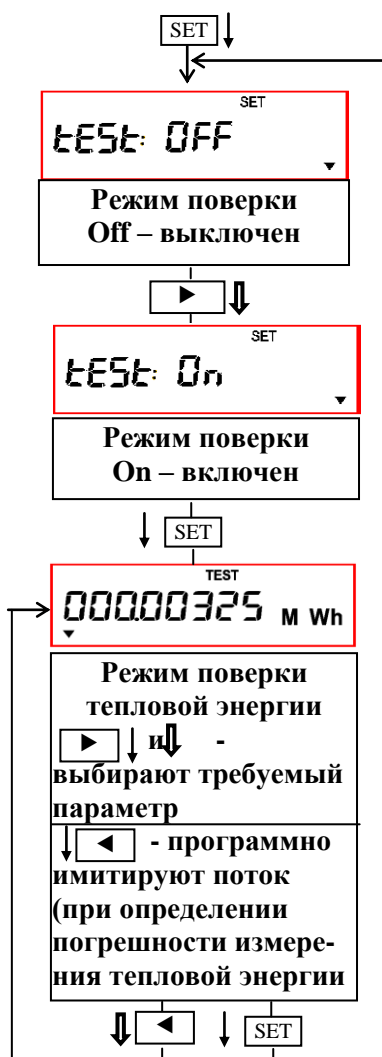 SET
SET
tESt: OFF
Режим поверки
Off – выключен
SET
tESt: On
Режим поверки
On – включен
SET
TEST
000.00325 M Wh
Режим поверки
тепловой энергии
и -
выбирают требуемый
параметр
- программно
имитируют поток
(при определении
погрешности измере-
ния тепловой энергии
SET